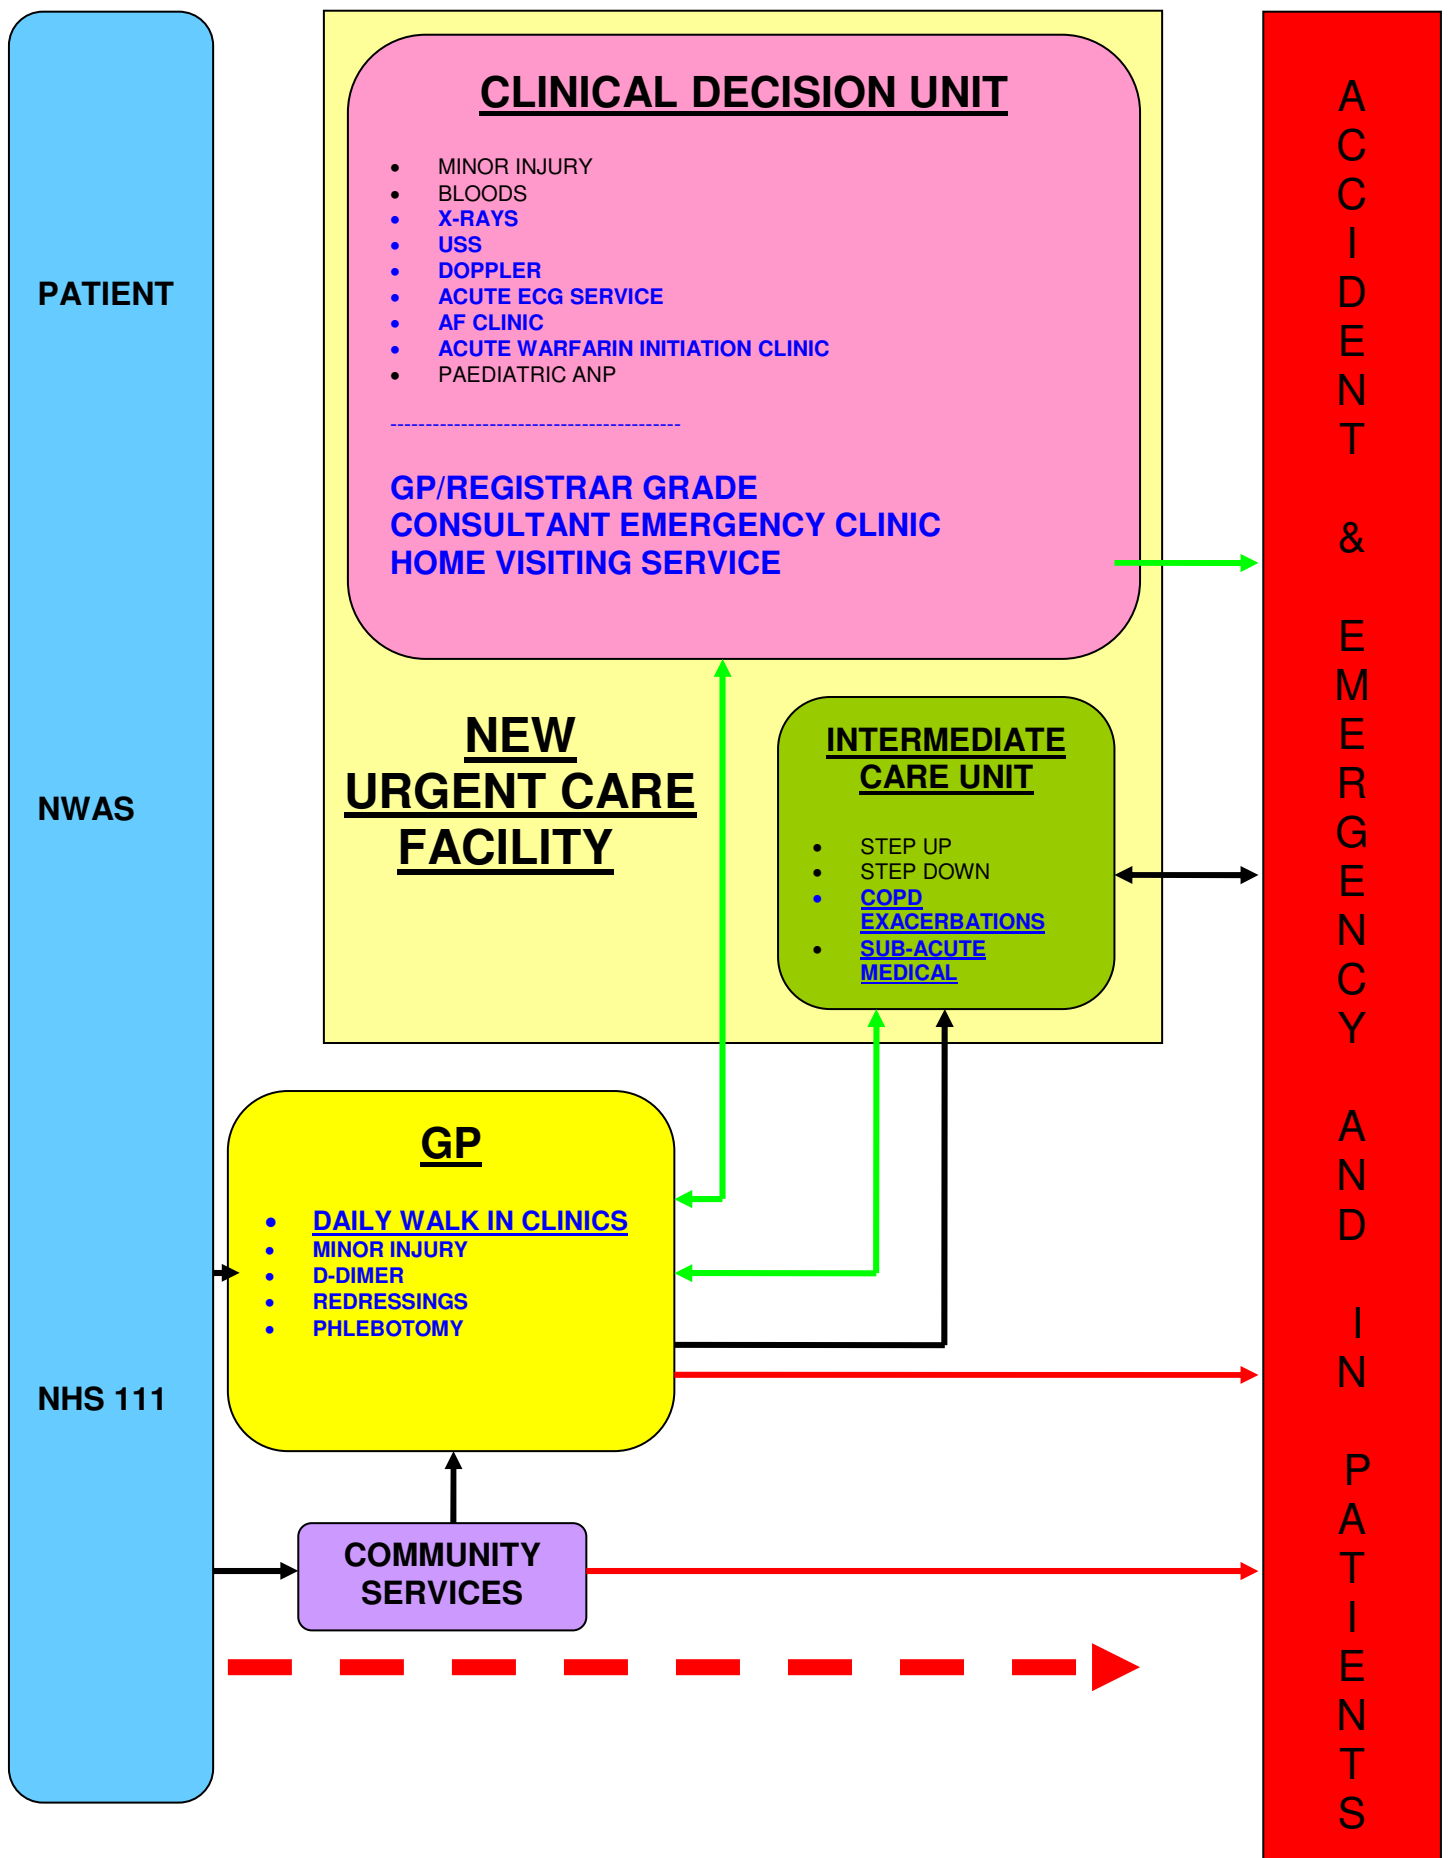 PATIENT
NWAS
NHS 111
CLINICAL DECISION UNIT
• MINOR INJURY
• BLOODS
• X-RAYS
• USS
• DOPPLER
• ACUTE ECG SERVICE
• AF CLINIC
• ACUTE WARFARIN INITIATION CLINIC
• PAEDIATRIC ANP
-----------------------------------------
GP/REGISTRAR GRADE
CONSULTANT EMERGENCY CLINIC
HOME VISITING SERVICE
NEW
URGENT CARE
FACILITY
INTERMEDIATE
CARE UNIT
• STEP UP
• STEP DOWN
• COPD
EXACERBATIONS
• SUB-ACUTE
MEDICAL
GP
• DAILY WALK IN CLINICS
• MINOR INJURY
• D-DIMER
• REDRESSINGS
• PHLEBOTOMY
COMMUNITY
SERVICES
ACCIDENT & EMERGENCY AND IN PATIENTS